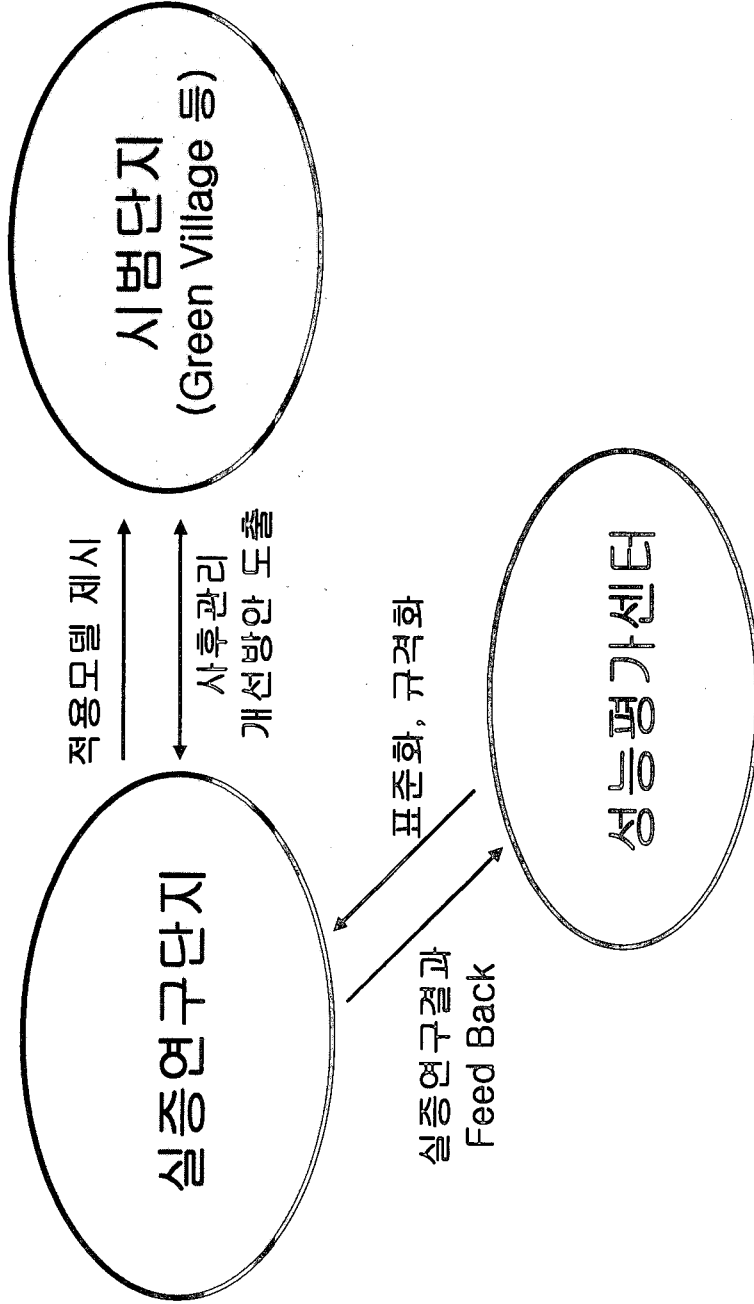 실증연구단지
적용모델 제시
사후관리
개선방안 도출
시범단지
(Green Village 등)
표준화, 규격화
실증연구결과
Feed Back
성능평가센터